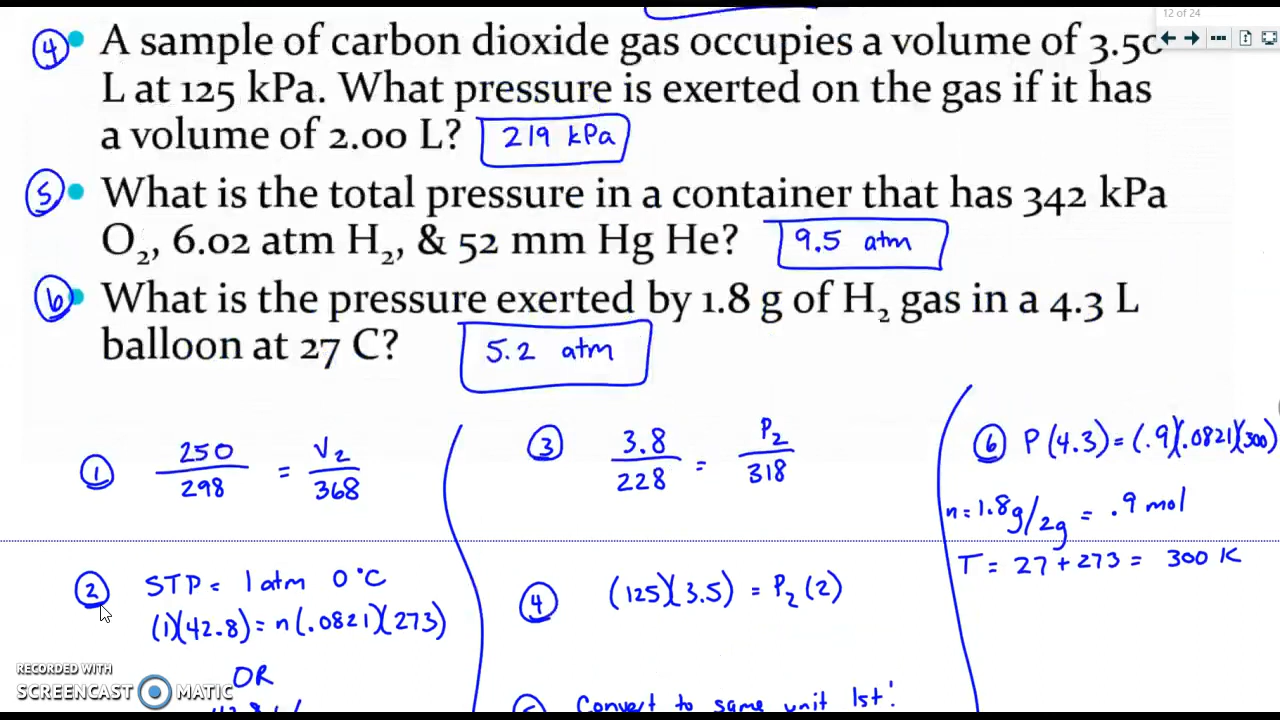 12 of 24
④ • A sample of carbon dioxide gas occupies a volume of 3.50
L at 125 kPa. What pressure is exerted on the gas if it has
a volume of 2.00 L? 219 kPa
⑤ • What is the total pressure in a container that has 342 kPa
O₂, 6.02 atm H₂, & 52 mm Hg He? 9.5 atm
⑥ • What is the pressure exerted by 1.8 g of H₂ gas in a 4.3 L
balloon at 27 C? 5.2 atm
① 250/298 = V₂/368
③ 3.8/228 = P₂/318
⑥ P(4.3) = (.9)(.0821)(300)
n = 1.8g/2g = .9 mol
T = 27 + 273 = 300 K
② STP = 1 atm 0°C
(1)(42.8) = n(.0821)(273)
OR
④ (125)(3.5) = P₂(2)
Convert to same unit 1st!
RECORDED WITH
SCREENCAST MATIC